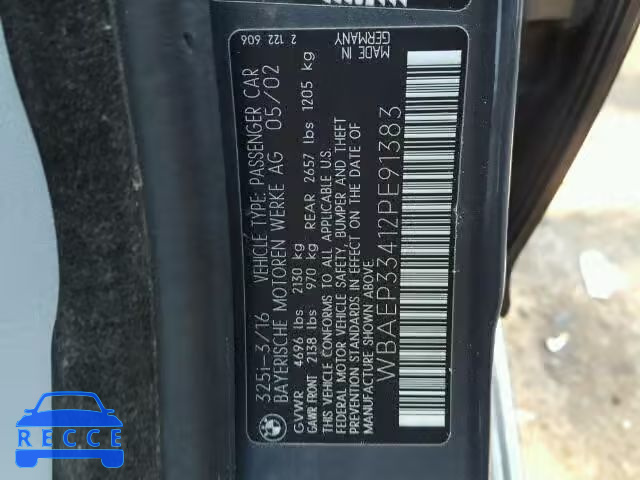 325i-3/16 VEHICLE TYPE: PASSENGER CAR
BAYERISCHE MOTOREN WERKE AG 05/02
GVWR 4696 lbs 2130 kg
GAWR FRONT 2138 lbs 970 kg REAR 2657 lbs 1205 kg
THIS VEHICLE CONFORMS TO ALL APPLICABLE U.S.
FEDERAL MOTOR VEHICLE SAFETY, BUMPER AND THEFT
PREVENTION STANDARDS IN EFFECT ON THE DATE OF
MANUFACTURE SHOWN ABOVE.
WBAEP33412PE91383
2 122 606
MADE IN
GERMANY
BMW
RECCE